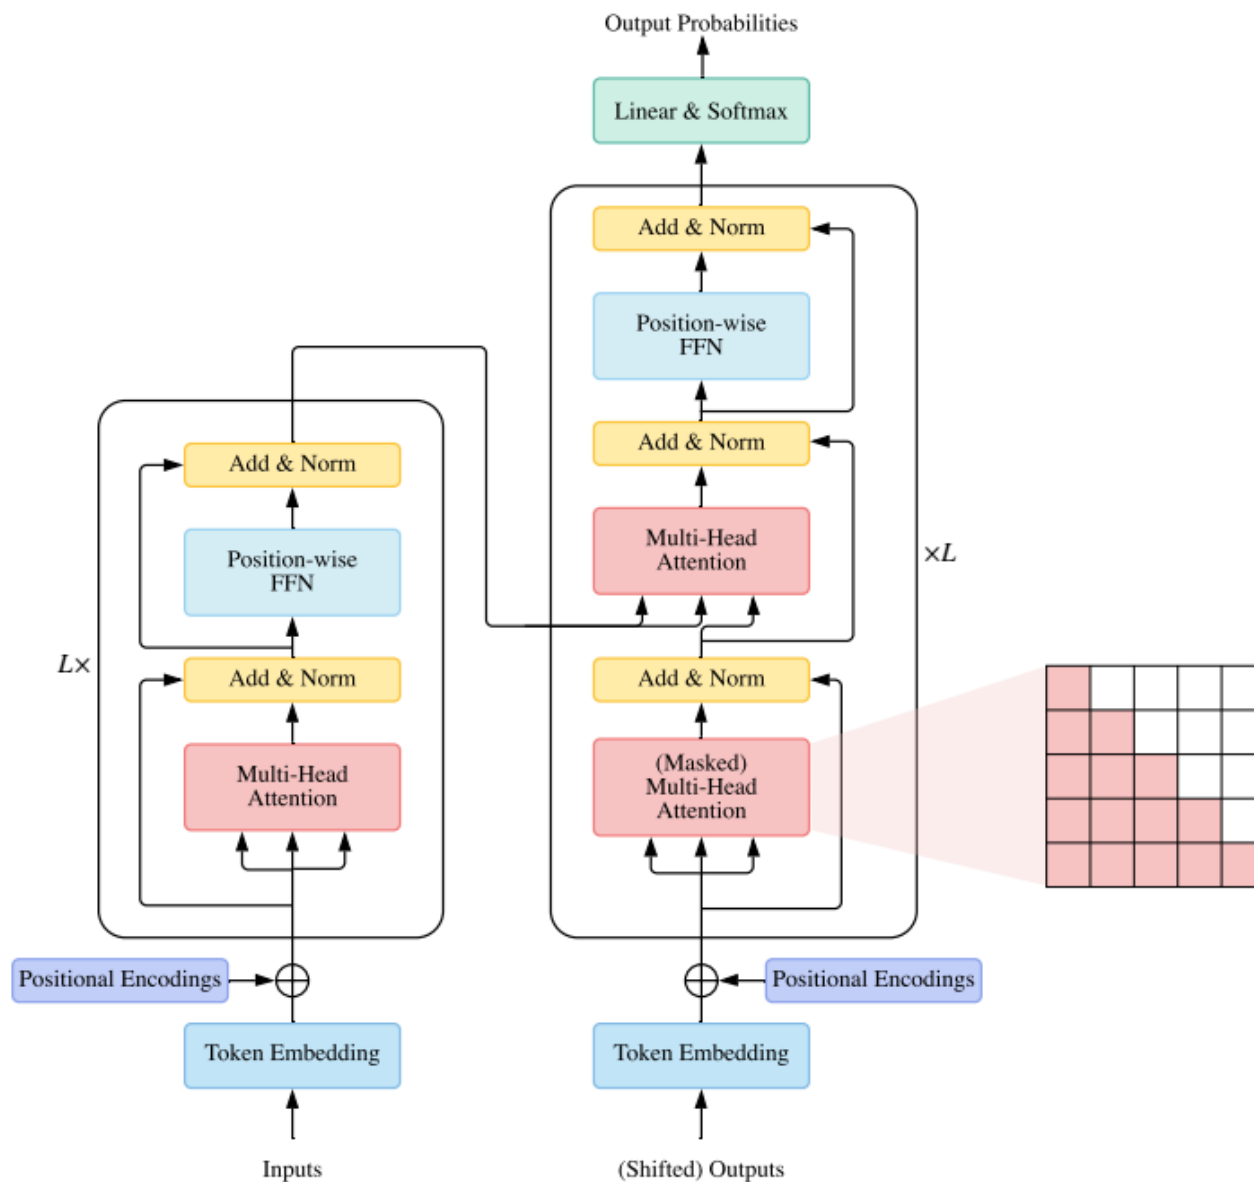 Output Probabilities
Linear & Softmax
Add & Norm
Position-wise
FFN
Add & Norm
Multi-Head
Attention
×L
Add & Norm
(Masked)
Multi-Head
Attention
Positional Encodings
Token Embedding
(Shifted) Outputs
Add & Norm
Position-wise
FFN
L×
Add & Norm
Multi-Head
Attention
Positional Encodings
Token Embedding
Inputs